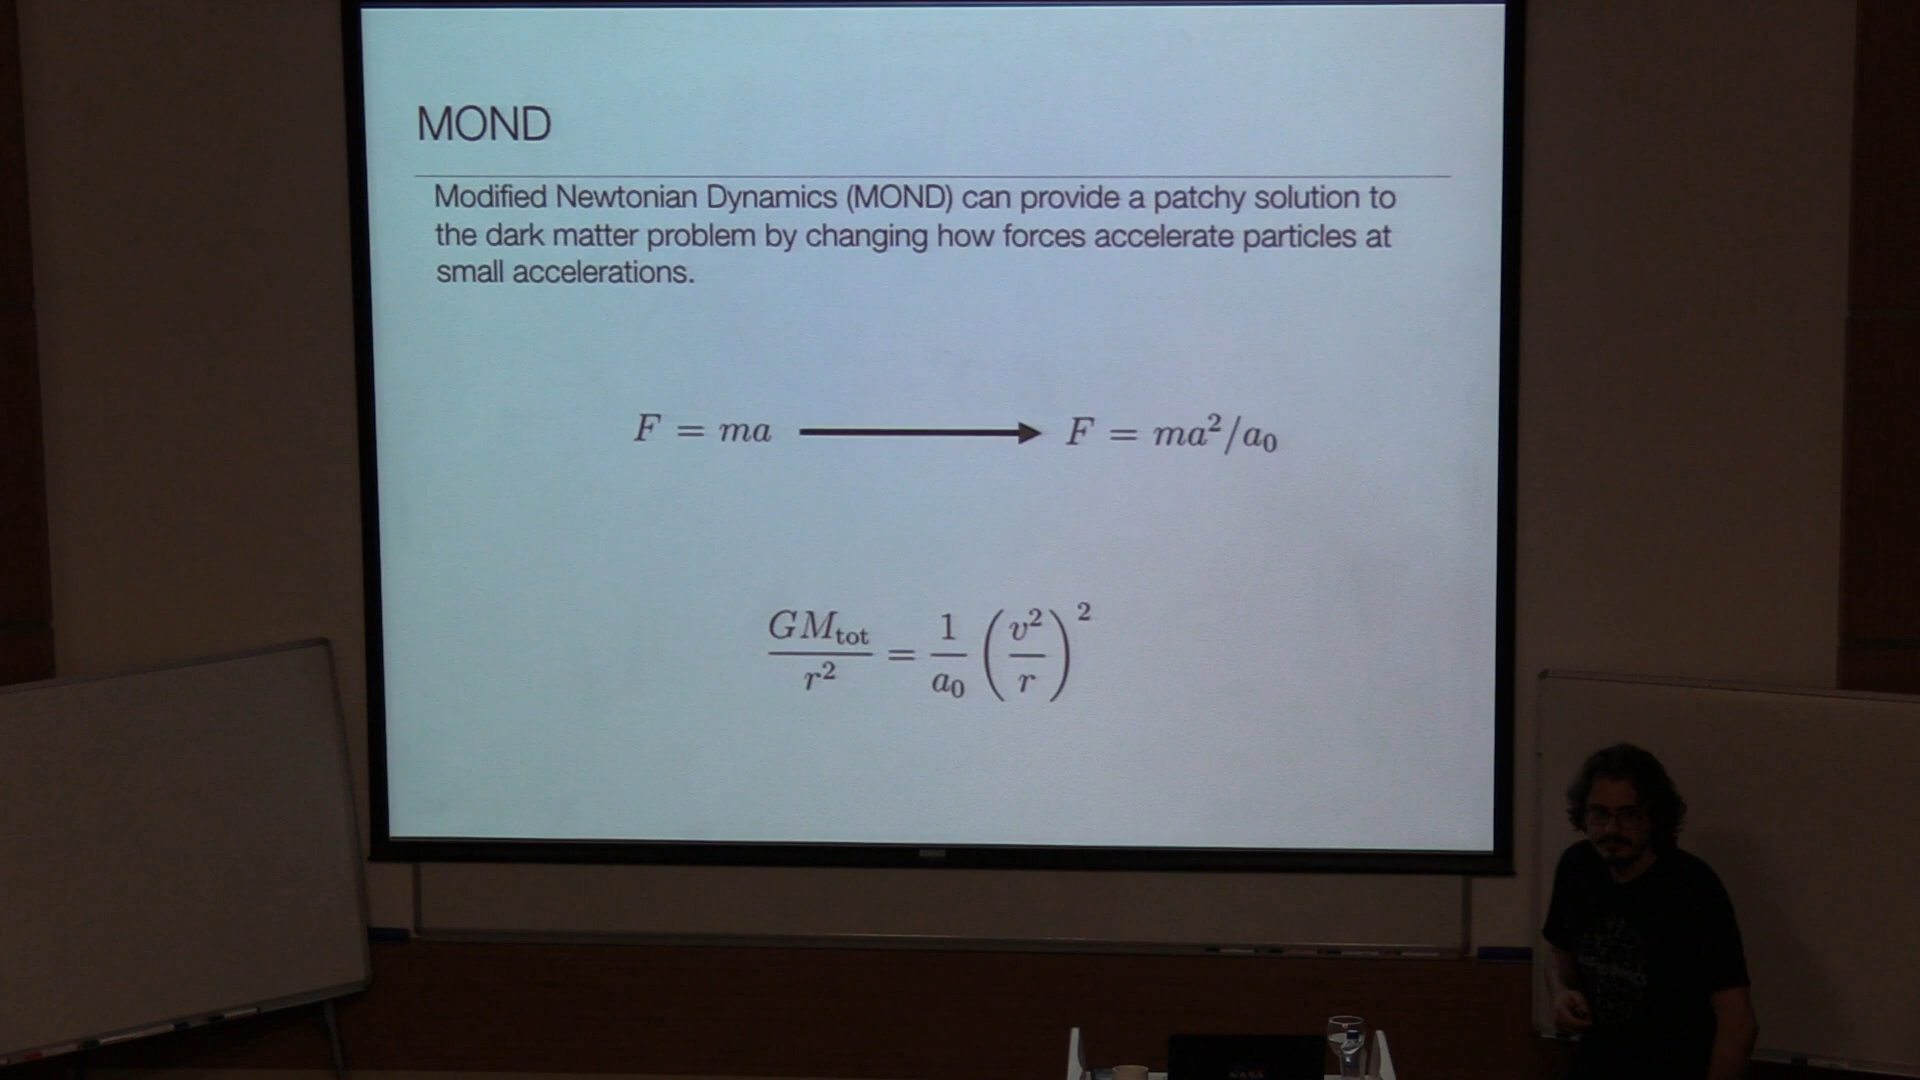 MOND
Modified Newtonian Dynamics (MOND) can provide a patchy solution to
the dark matter problem by changing how forces accelerate particles at
small accelerations.
F = ma → F = ma²/a₀
GM_tot / r² = 1/a₀ (v²/r)²